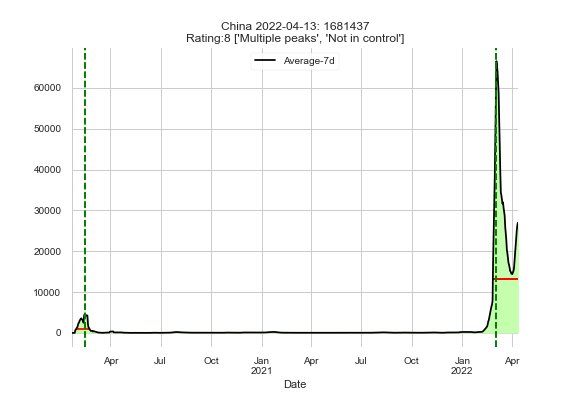 China 2022-04-13: 1681437
Rating:8 ['Multiple peaks', 'Not in control']
Average-7d
60000
50000
40000
30000
20000
10000
0
Apr Jul Oct Jan Apr Jul Oct Jan Apr
2021 2022
Date